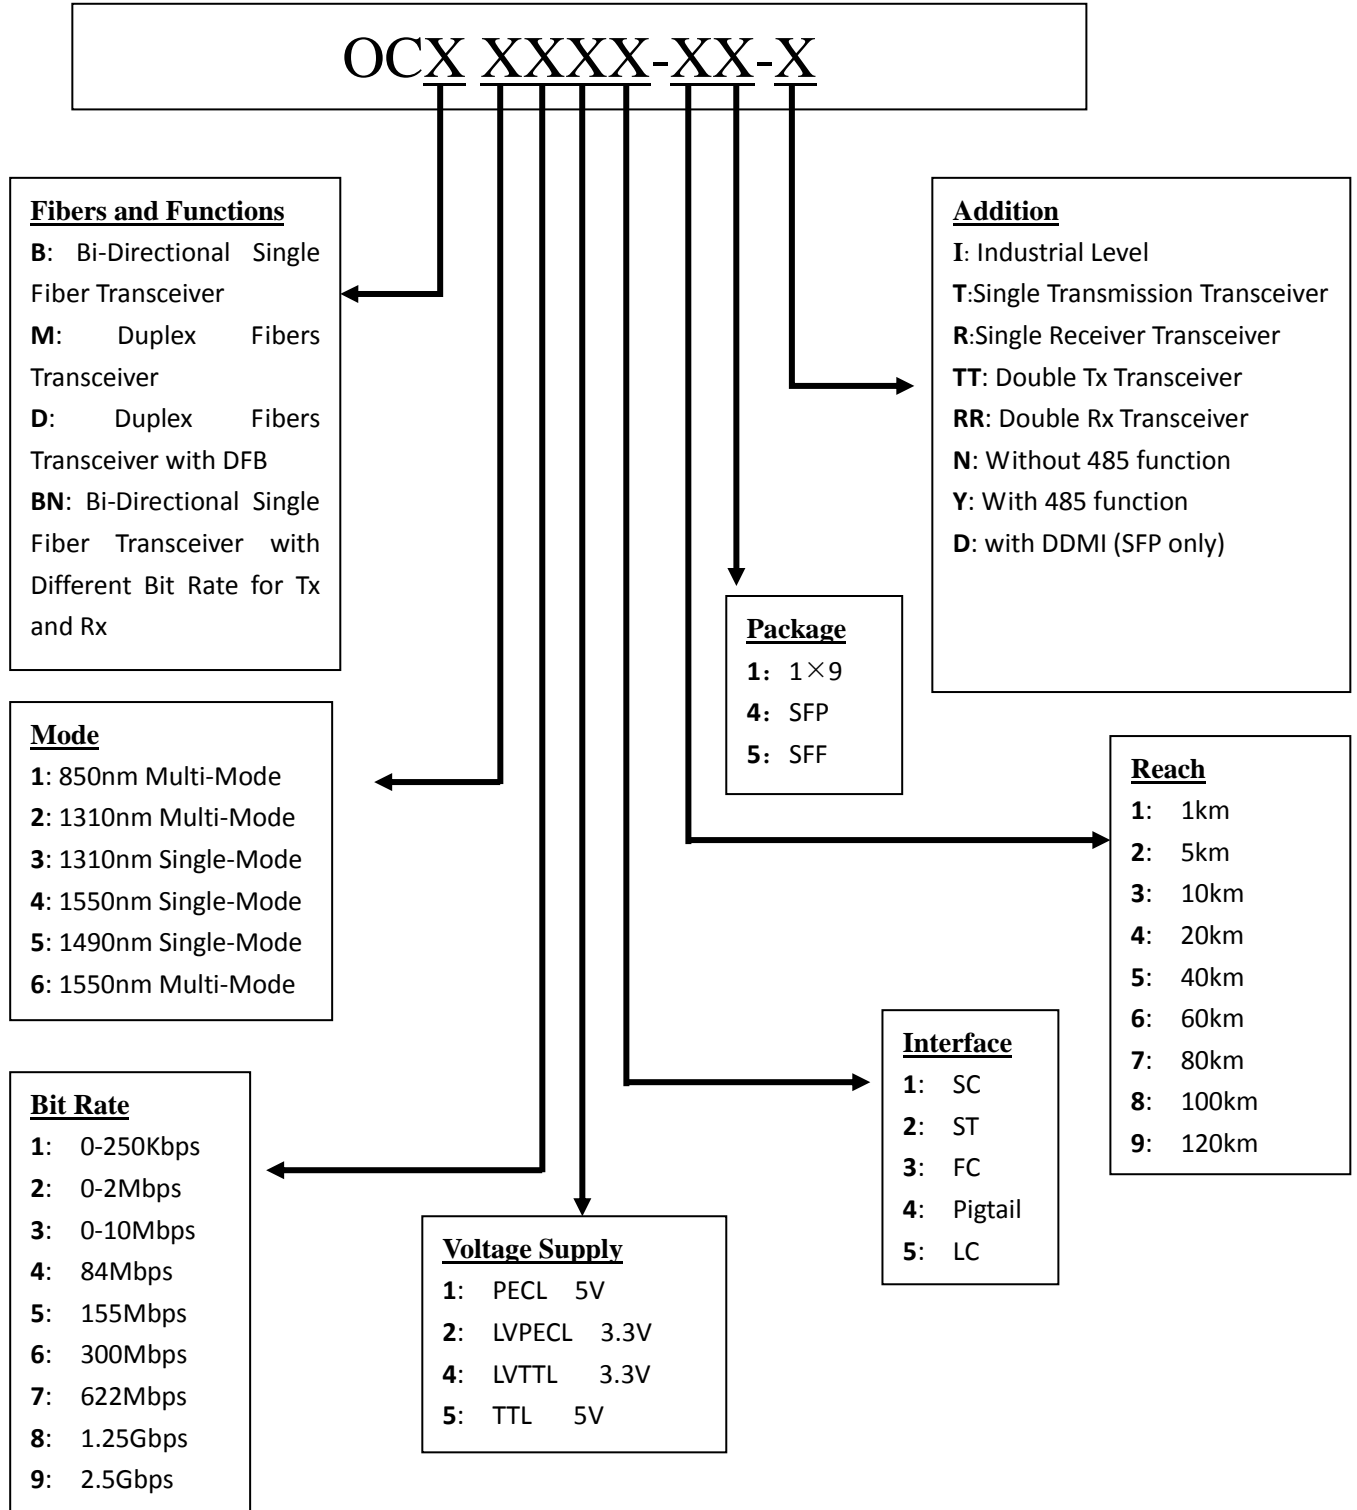 OCX XXXX-XX-X
Fibers and Functions
B: Bi-Directional Single
Fiber Transceiver
M: Duplex Fibers
Transceiver
D: Duplex Fibers
Transceiver with DFB
BN: Bi-Directional Single
Fiber Transceiver with
Different Bit Rate for Tx
and Rx
Addition
I: Industrial Level
T:Single Transmission Transceiver
R:Single Receiver Transceiver
TT: Double Tx Transceiver
RR: Double Rx Transceiver
N: Without 485 function
Y: With 485 function
D: with DDMI (SFP only)
Package
1: 1×9
4: SFP
5: SFF
Mode
1: 850nm Multi-Mode
2: 1310nm Multi-Mode
3: 1310nm Single-Mode
4: 1550nm Single-Mode
5: 1490nm Single-Mode
6: 1550nm Multi-Mode
Reach
1: 1km
2: 5km
3: 10km
4: 20km
5: 40km
6: 60km
7: 80km
8: 100km
9: 120km
Interface
1: SC
2: ST
3: FC
4: Pigtail
5: LC
Bit Rate
1: 0-250Kbps
2: 0-2Mbps
3: 0-10Mbps
4: 84Mbps
5: 155Mbps
6: 300Mbps
7: 622Mbps
8: 1.25Gbps
9: 2.5Gbps
Voltage Supply
1: PECL 5V
2: LVPECL 3.3V
4: LVTTL 3.3V
5: TTL 5V